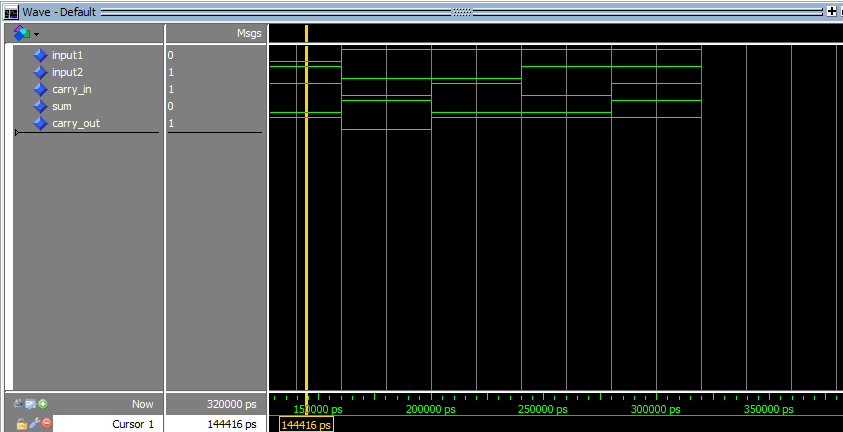 Wave - Default
Msgs
input1 0
input2 1
carry_in 1
sum 0
carry_out 1
Now 320000 ps 150000 ps 200000 ps 250000 ps 300000 ps 350000 ps
Cursor 1 144416 ps 144416 ps